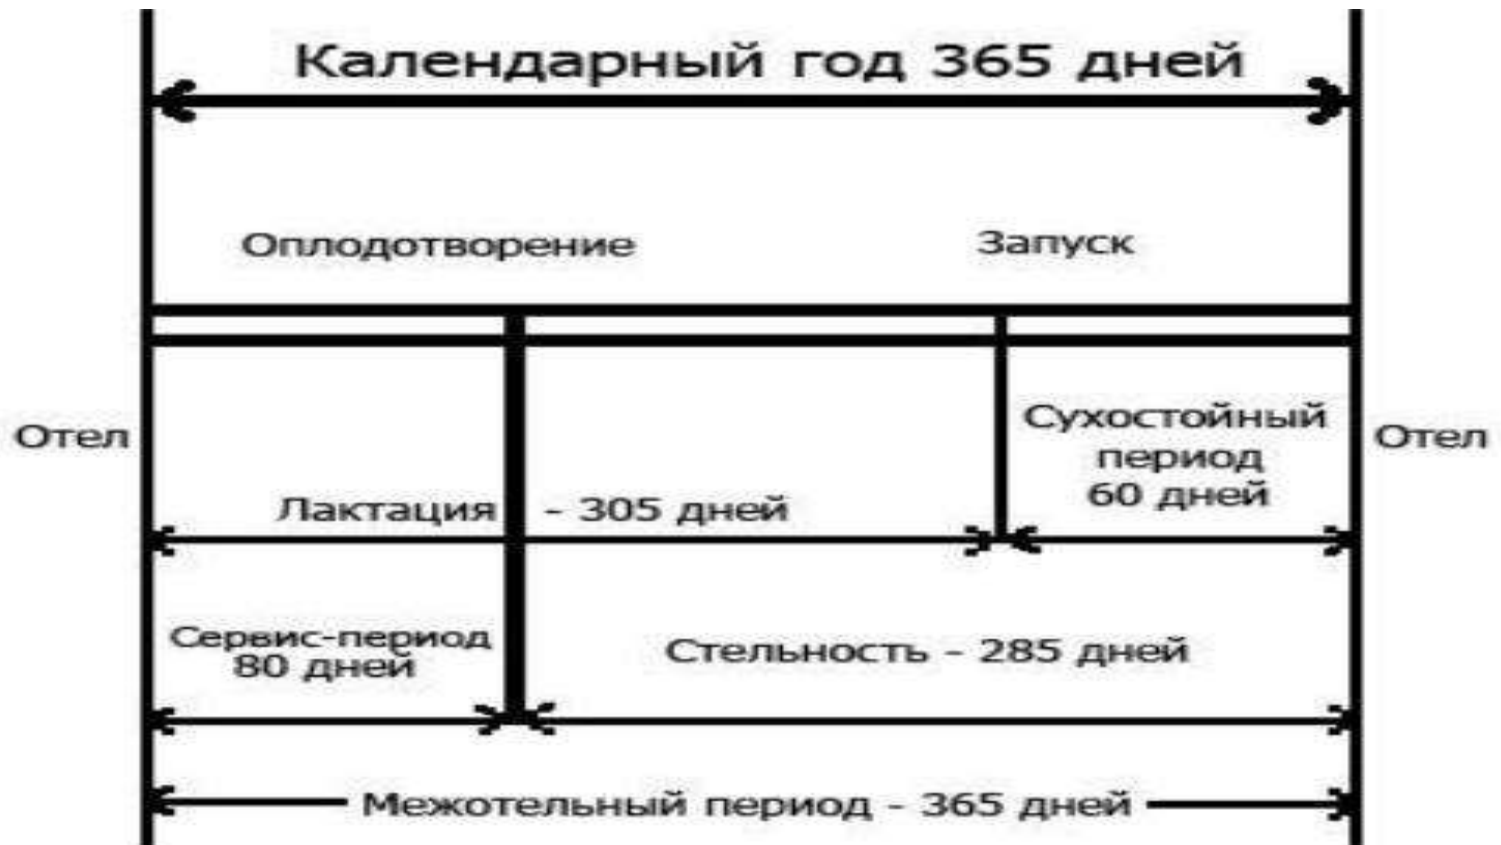 Календарный год 365 дней
Оплодотворение
Запуск
Отел
Сухостойный
период
60 дней
Отел
Лактация - 305 дней
Сервис-период
80 дней
Стельность - 285 дней
Межотельный период - 365 дней